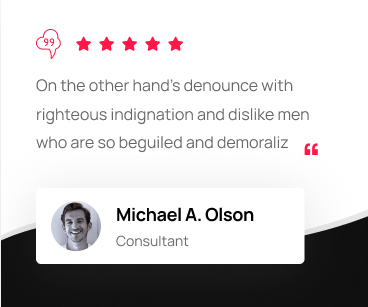 On the other hand's denounce with
righteous indignation and dislike men
who are so beguiled and demoraliz
Michael A. Olson
Consultant